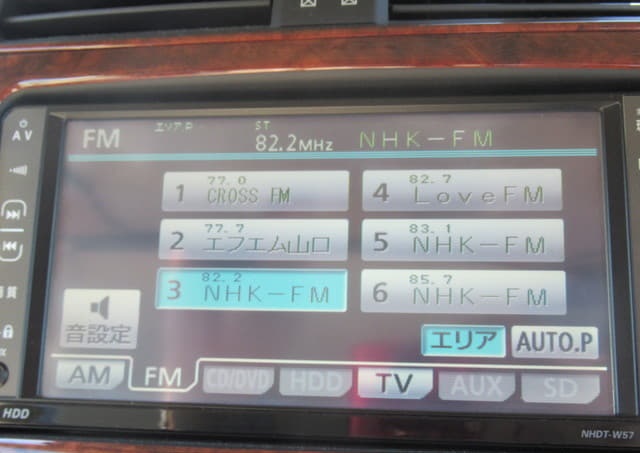 AV
FM エリアP ST 82.2MHz NHK-FM
1 77.0 CROSS FM
4 82.7 LoveFM
2 77.7 エフエム山口
5 83.1 NHK-FM
3 82.2 NHK-FM
6 85.7 NHK-FM
音設定
エリア AUTO.P
AM FM CD/DVD HDD TV AUX SD
HDD
NHDT-W57